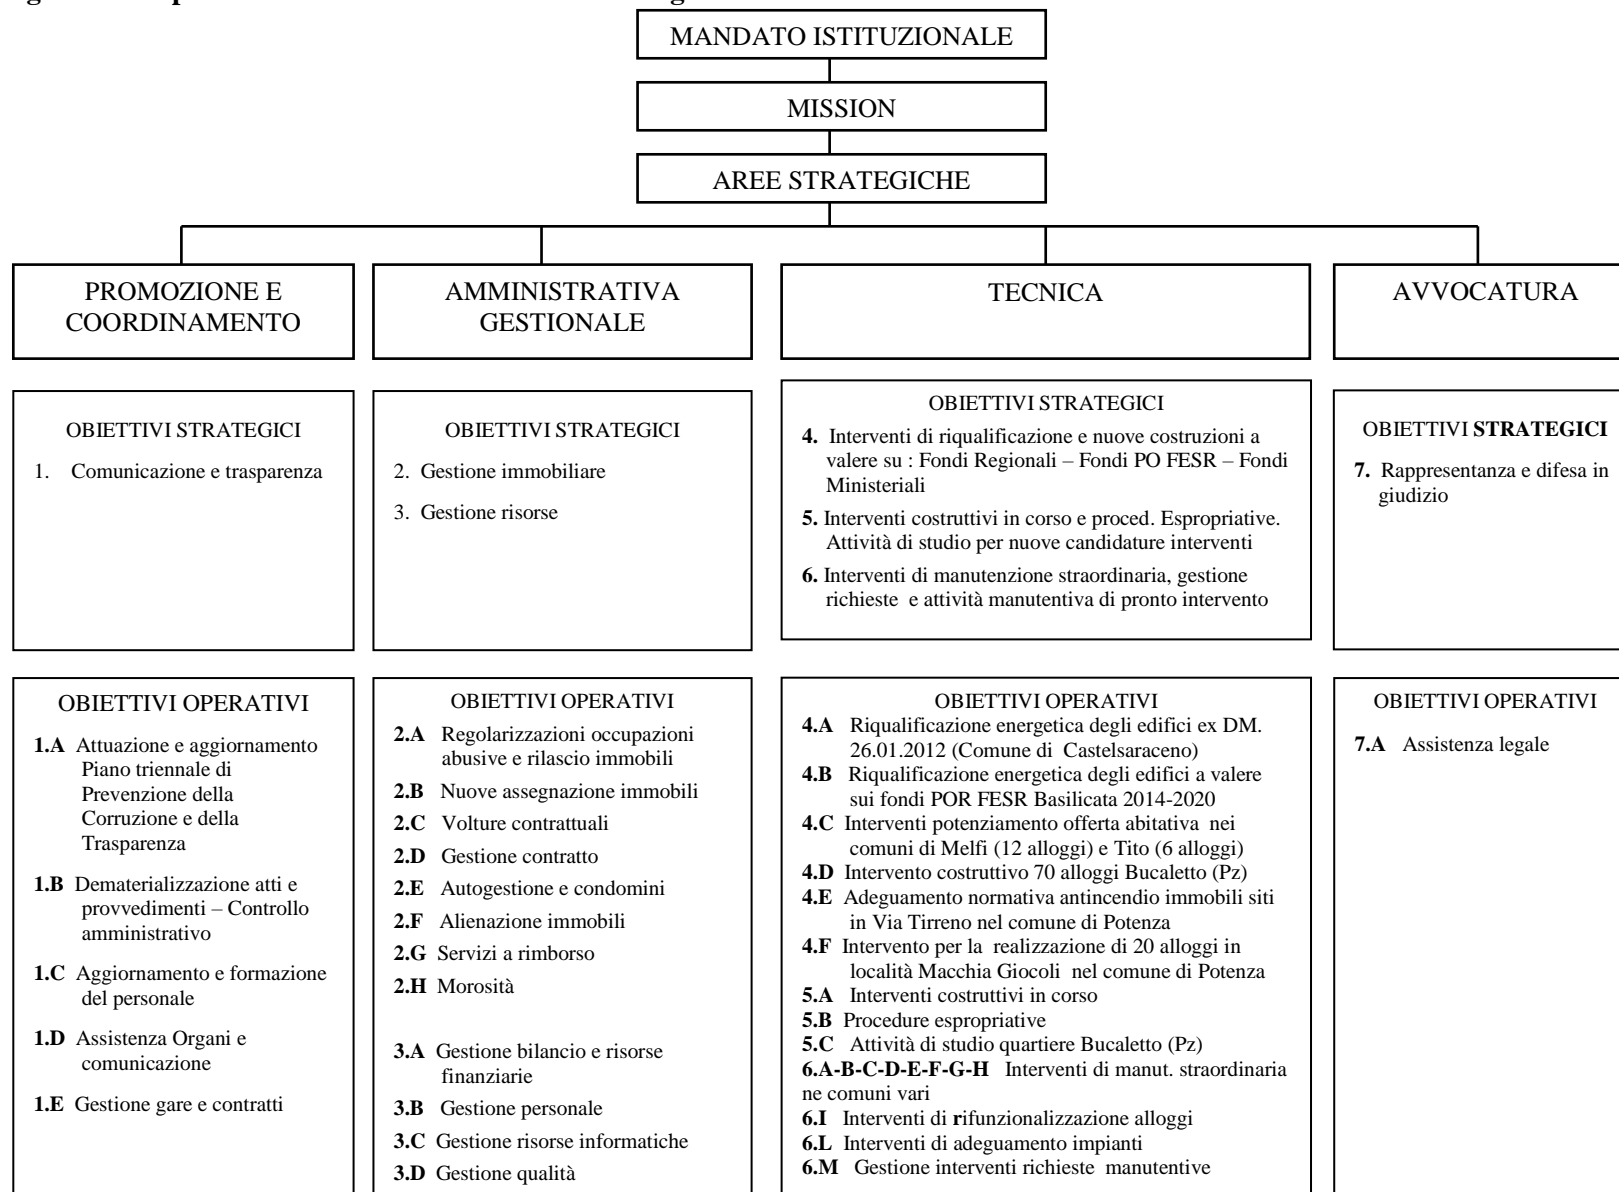 MANDATO ISTITUZIONALE
MISSION
AREE STRATEGICHE
PROMOZIONE E
COORDINAMENTO
AMMINISTRATIVA
GESTIONALE
TECNICA
AVVOCATURA
OBIETTIVI STRATEGICI
1. Comunicazione e trasparenza
OBIETTIVI STRATEGICI
2. Gestione immobiliare
3. Gestione risorse
OBIETTIVI STRATEGICI
4. Interventi di riqualificazione e nuove costruzioni a
valere su : Fondi Regionali – Fondi PO FESR – Fondi
Ministeriali
5. Interventi costruttivi in corso e proced. Espropriative.
Attività di studio per nuove candidature interventi
6. Interventi di manutenzione straordinaria, gestione
richieste e attività manutentiva di pronto intervento
OBIETTIVI STRATEGICI
7. Rappresentanza e difesa in
giudizio
OBIETTIVI OPERATIVI
1.A Attuazione e aggiornamento
Piano triennale di
Prevenzione della
Corruzione e della
Trasparenza
1.B Dematerializzazione atti e
provvedimenti – Controllo
amministrativo
1.C Aggiornamento e formazione
del personale
1.D Assistenza Organi e
comunicazione
1.E Gestione gare e contratti
OBIETTIVI OPERATIVI
2.A Regolarizzazioni occupazioni
abusive e rilascio immobili
2.B Nuove assegnazione immobili
2.C Volture contrattuali
2.D Gestione contratto
2.E Autogestione e condomini
2.F Alienazione immobili
2.G Servizi a rimborso
2.H Morosità
3.A Gestione bilancio e risorse
finanziarie
3.B Gestione personale
3.C Gestione risorse informatiche
3.D Gestione qualità
OBIETTIVI OPERATIVI
4.A Riqualificazione energetica degli edifici ex DM.
26.01.2012 (Comune di Castelsaraceno)
4.B Riqualificazione energetica degli edifici a valere
sui fondi POR FESR Basilicata 2014-2020
4.C Interventi potenziamento offerta abitativa nei
comuni di Melfi (12 alloggi) e Tito (6 alloggi)
4.D Intervento costruttivo 70 alloggi Bucaletto (Pz)
4.E Adeguamento normativa antincendio immobili siti
in Via Tirreno nel comune di Potenza
4.F Intervento per la realizzazione di 20 alloggi in
località Macchia Giocoli nel comune di Potenza
5.A Interventi costruttivi in corso
5.B Procedure espropriative
5.C Attività di studio quartiere Bucaletto (Pz)
6.A-B-C-D-E-F-G-H Interventi di manut. straordinaria
ne comuni vari
6.I Interventi di rifunzionalizzazione alloggi
6.L Interventi di adeguamento impianti
6.M Gestione interventi richieste manutentive
OBIETTIVI OPERATIVI
7.A Assistenza legale